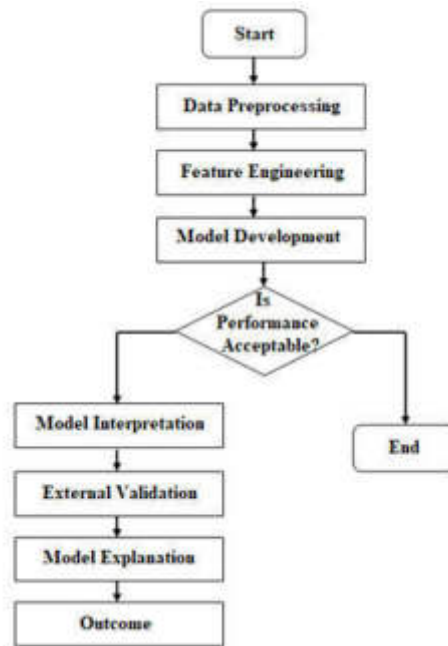 Start
Data Preprocessing
Feature Engineering
Model Development
Is
Performance
Acceptable?
Model Interpretation
End
External Validation
Model Explanation
Outcome